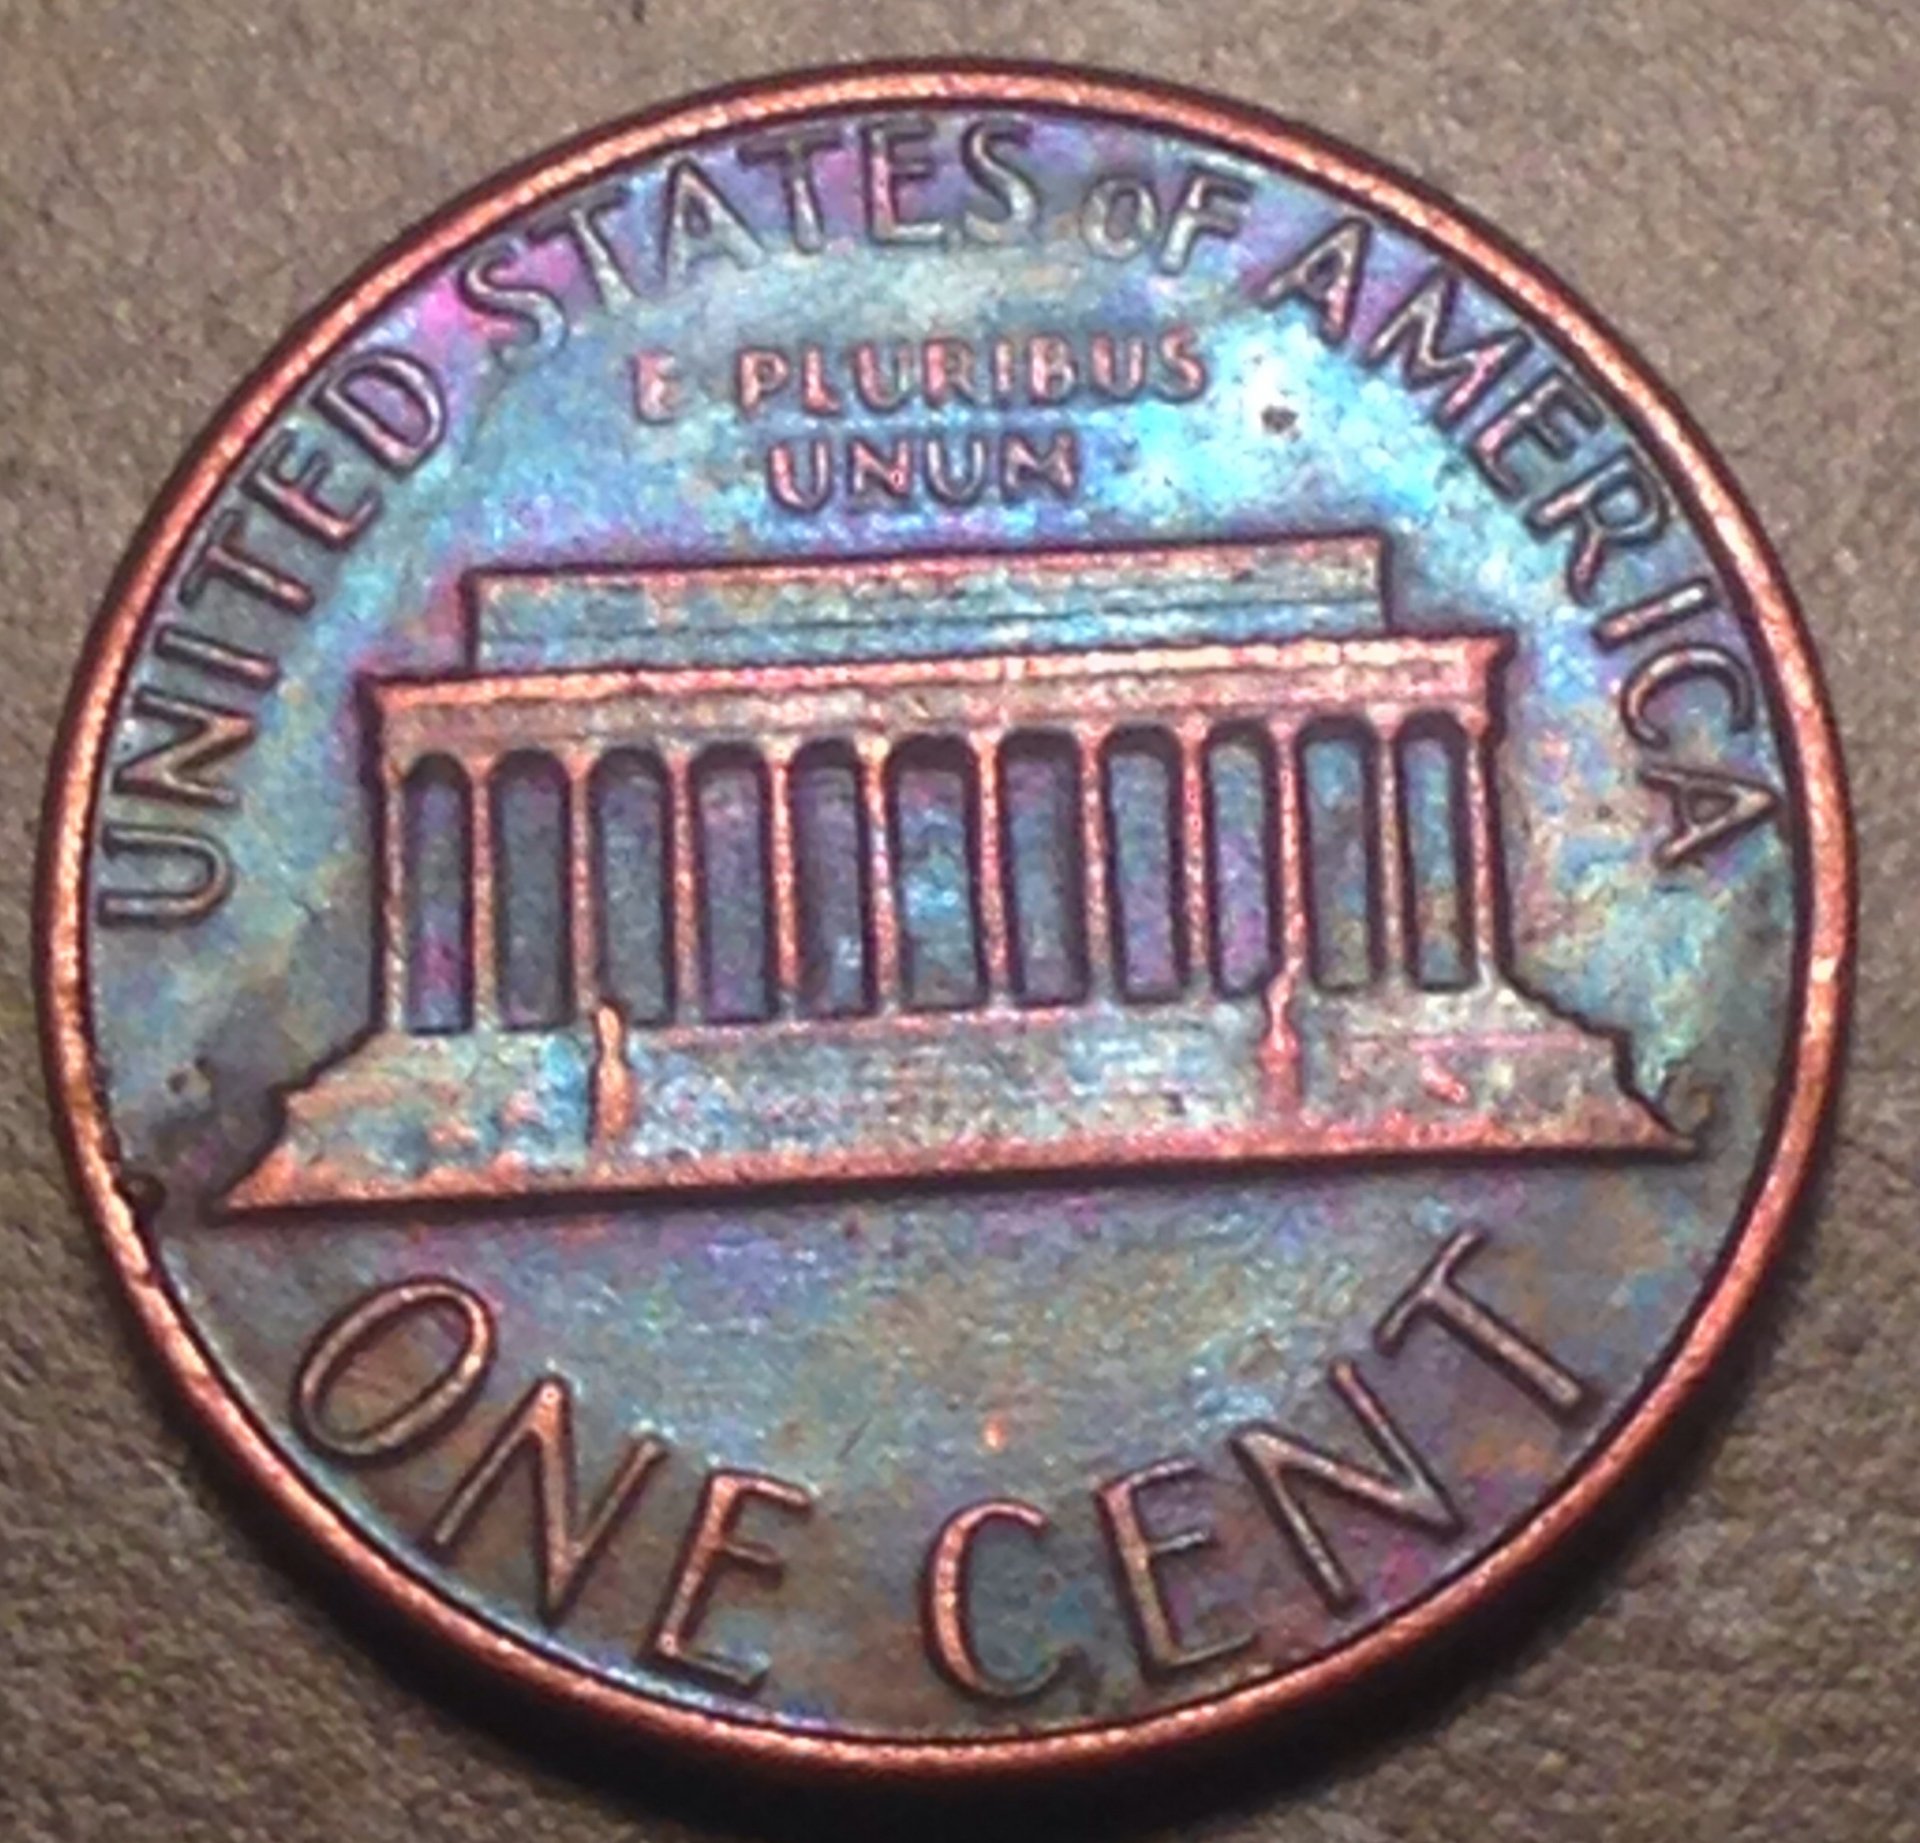 UNITED STATES OF AMERICA
E PLURIBUS
UNUM
ONE CENT